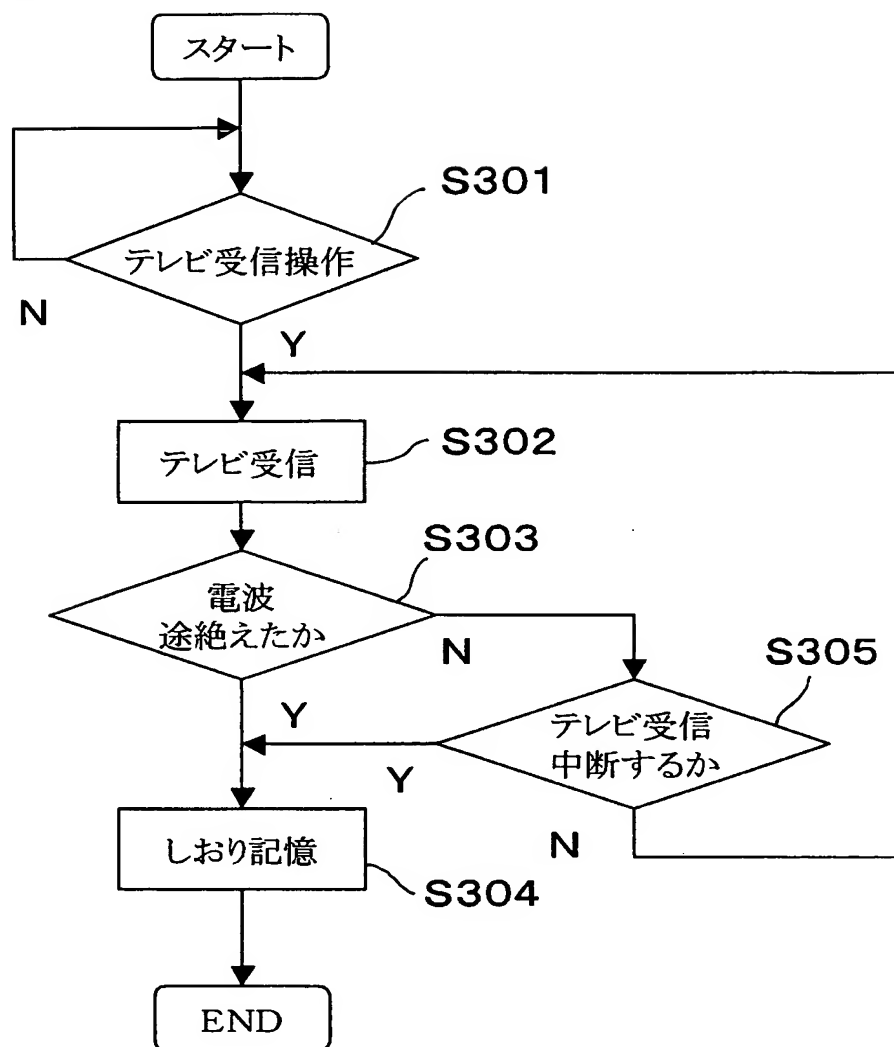 スタート
S301
テレビ受信操作
N
Y
S302
テレビ受信
S303
電波
途絶えたか
N
S305
Y
テレビ受信
中断するか
Y
N
しおり記憶
S304
END